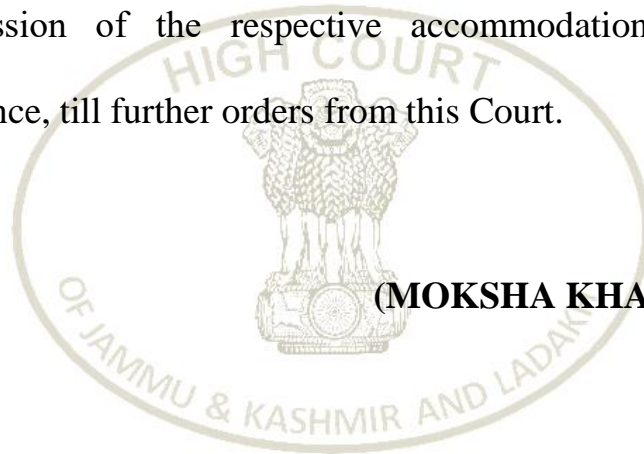 ssion of the respective accommodation
nce, till further orders from this Court.
(MOKSHA KHA
HIGH COURT
OF JAMMU & KASHMIR AND LADAKH